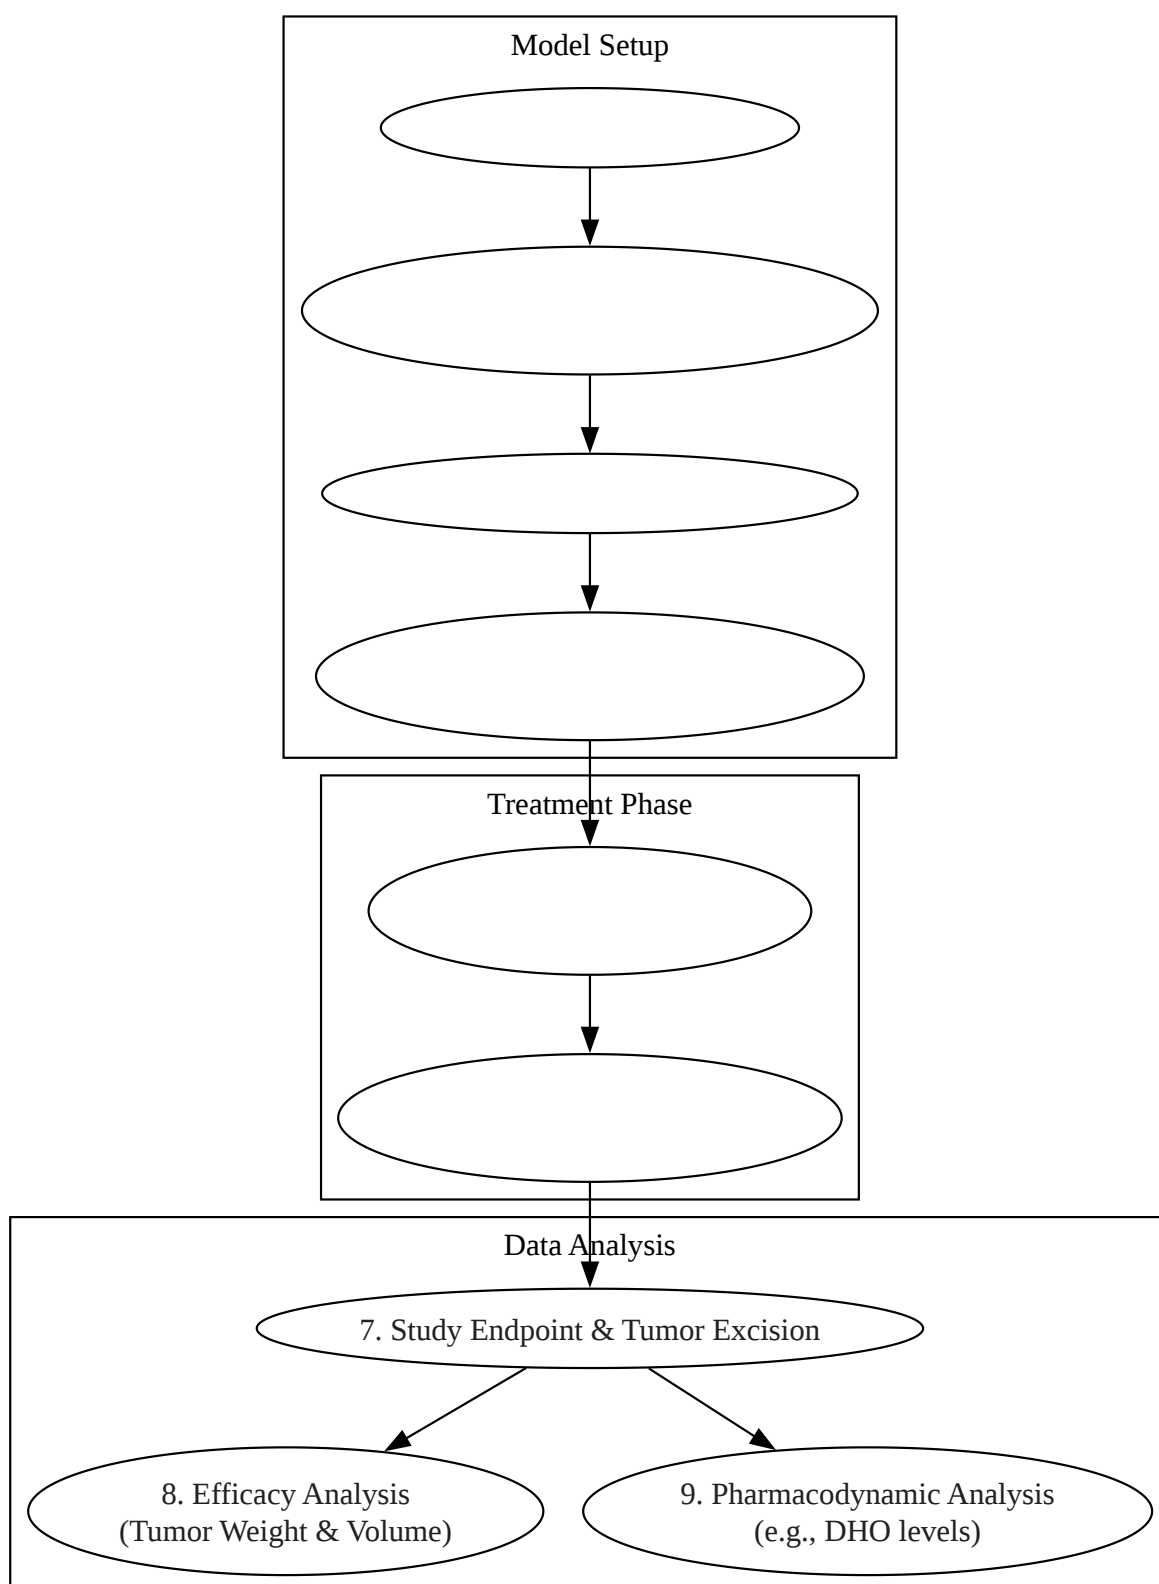 Model Setup
Treatment Phase
Data Analysis
7. Study Endpoint & Tumor Excision
8. Efficacy Analysis
(Tumor Weight & Volume)
9. Pharmacodynamic Analysis
(e.g., DHO levels)